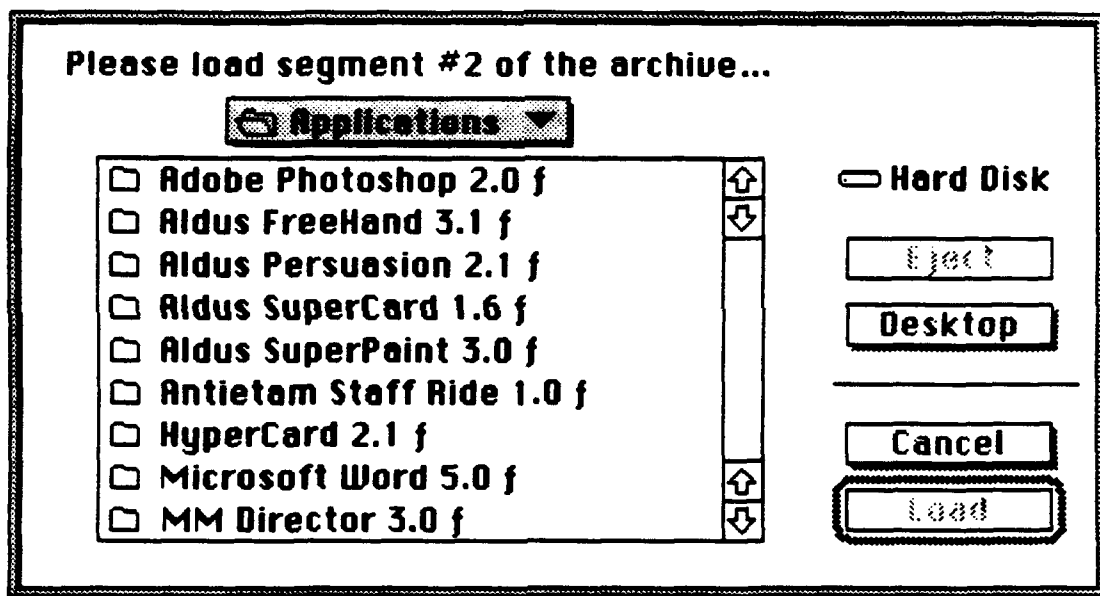 Please load segment #2 of the archive...
Applications
Adobe Photoshop 2.0 ƒ
Aldus FreeHand 3.1 ƒ
Aldus Persuasion 2.1 ƒ
Aldus SuperCard 1.6 ƒ
Aldus SuperPaint 3.0 ƒ
Antietam Staff Ride 1.0 ƒ
HyperCard 2.1 ƒ
Microsoft Word 5.0 ƒ
MM Director 3.0 ƒ
Hard Disk
Eject
Desktop
Cancel
Load